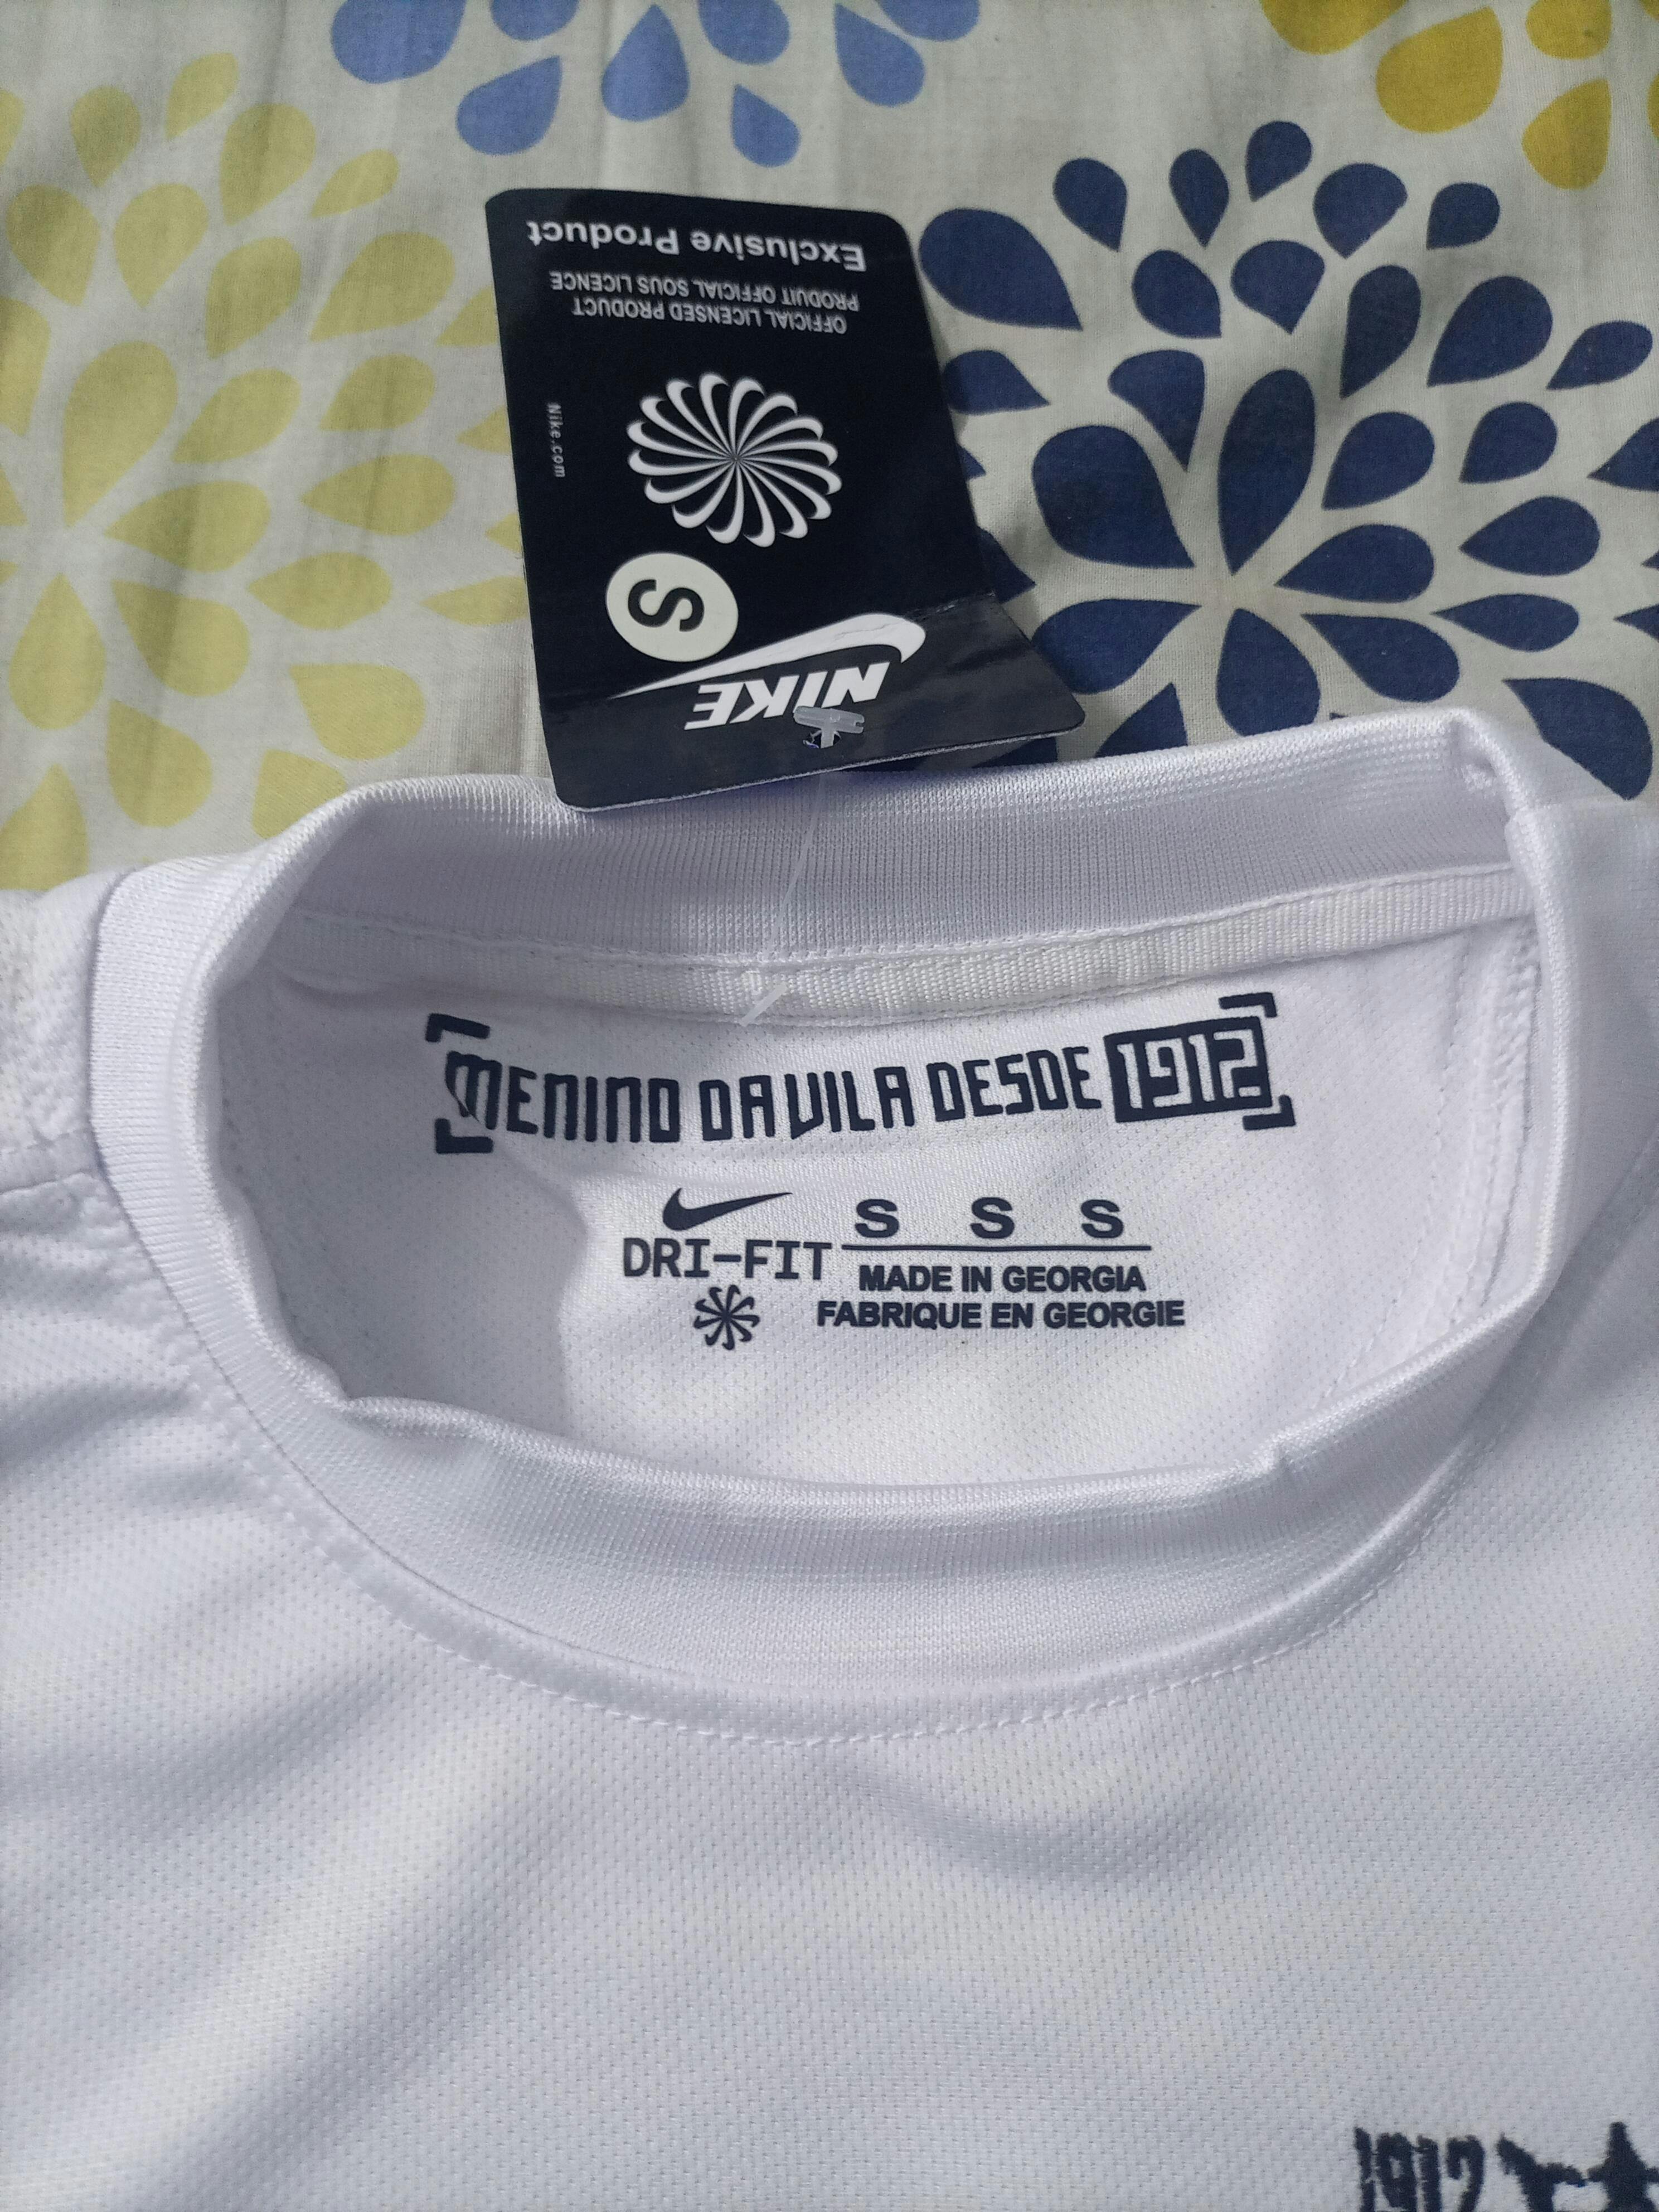 NIKE
S
Nike.com
OFFICIAL LICENSED PRODUCT
PRODUIT OFFICIAL SOUS LICENCE
Exclusive Product
MENINO DA VILA DESDE 1912
S S S
DRI-FIT
MADE IN GEORGIA
FABRIQUE EN GEORGIE
1912